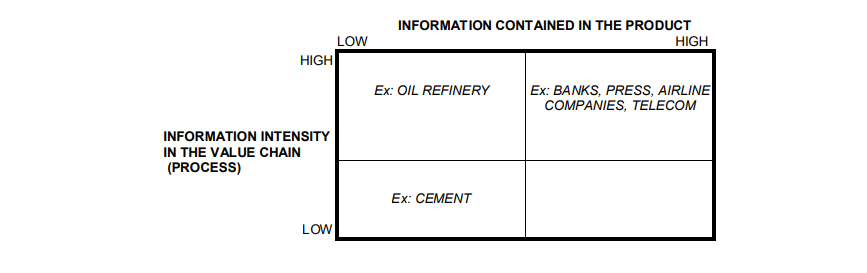 INFORMATION CONTAINED IN THE PRODUCT
LOW HIGH
HIGH
Ex: OIL REFINERY
Ex: BANKS, PRESS, AIRLINE
COMPANIES, TELECOM
INFORMATION INTENSITY
IN THE VALUE CHAIN
(PROCESS)
Ex: CEMENT
LOW